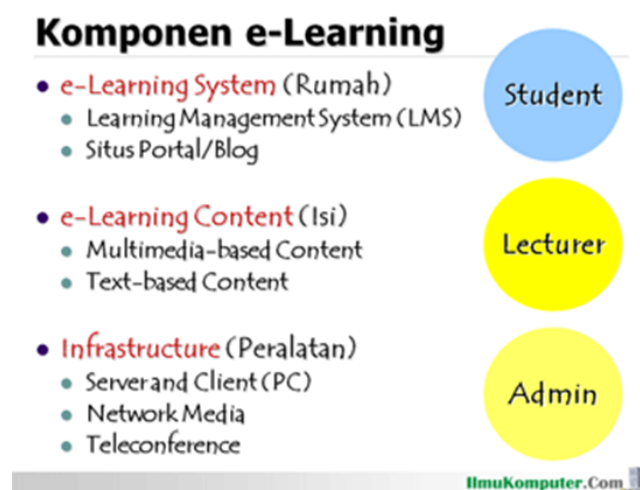 Komponen e-Learning
e-Learning System (Rumah)
Learning Management System (LMS)
Situs Portal/Blog
e-Learning Content (Isi)
Multimedia-based Content
Text-based Content
Infrastructure (Peralatan)
Server and Client (PC)
Network Media
Teleconference
Student
Lecturer
Admin
IlmuKomputer.Com